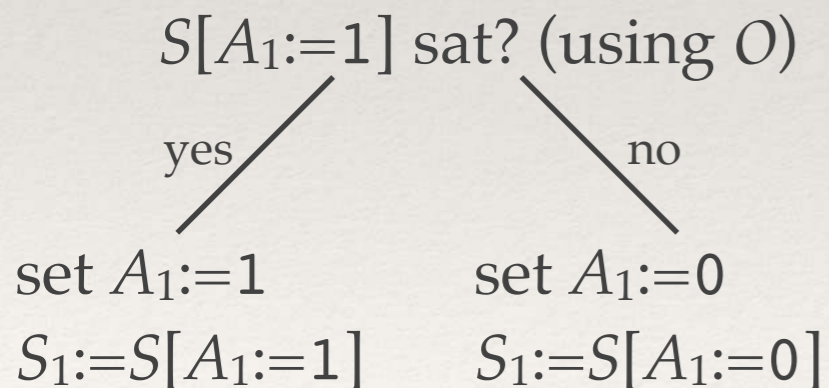 S[A₁:=1] sat? (using O)
yes no
set A₁:=1 set A₁:=0
S₁:=S[A₁:=1] S₁:=S[A₁:=0]